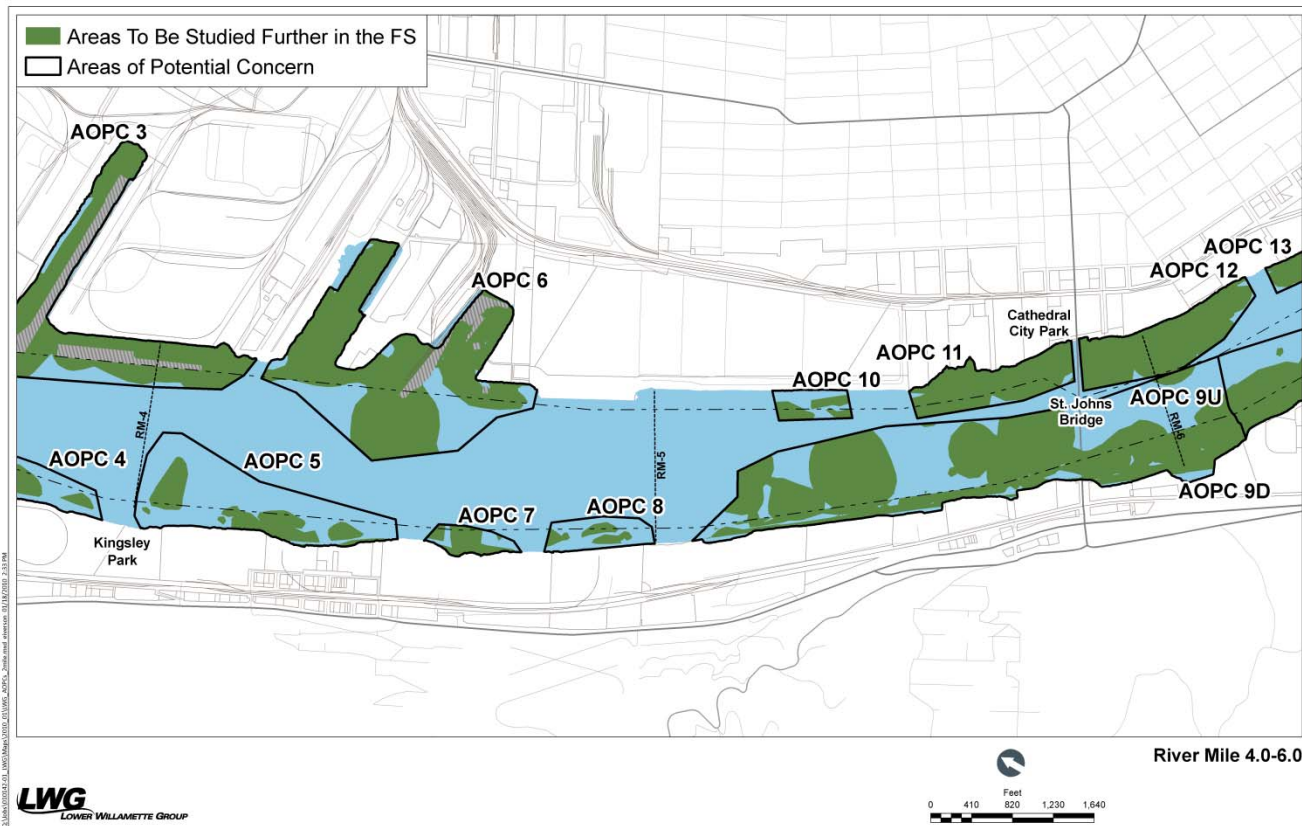 Areas To Be Studied Further in the FS
Areas of Potential Concern
AOPC 3
AOPC 13
AOPC 12
AOPC 6
Cathedral
City Park
AOPC 11
AOPC 10
St. Johns
Bridge
AOPC 9U
RM-4
RM-5
RM-6
AOPC 4
AOPC 5
AOPC 7
AOPC 8
AOPC 9D
Kingsley
Park
River Mile 4.0-6.0
LWG
LOWER WILLAMETTE GROUP
Feet
0 410 820 1,230 1,640